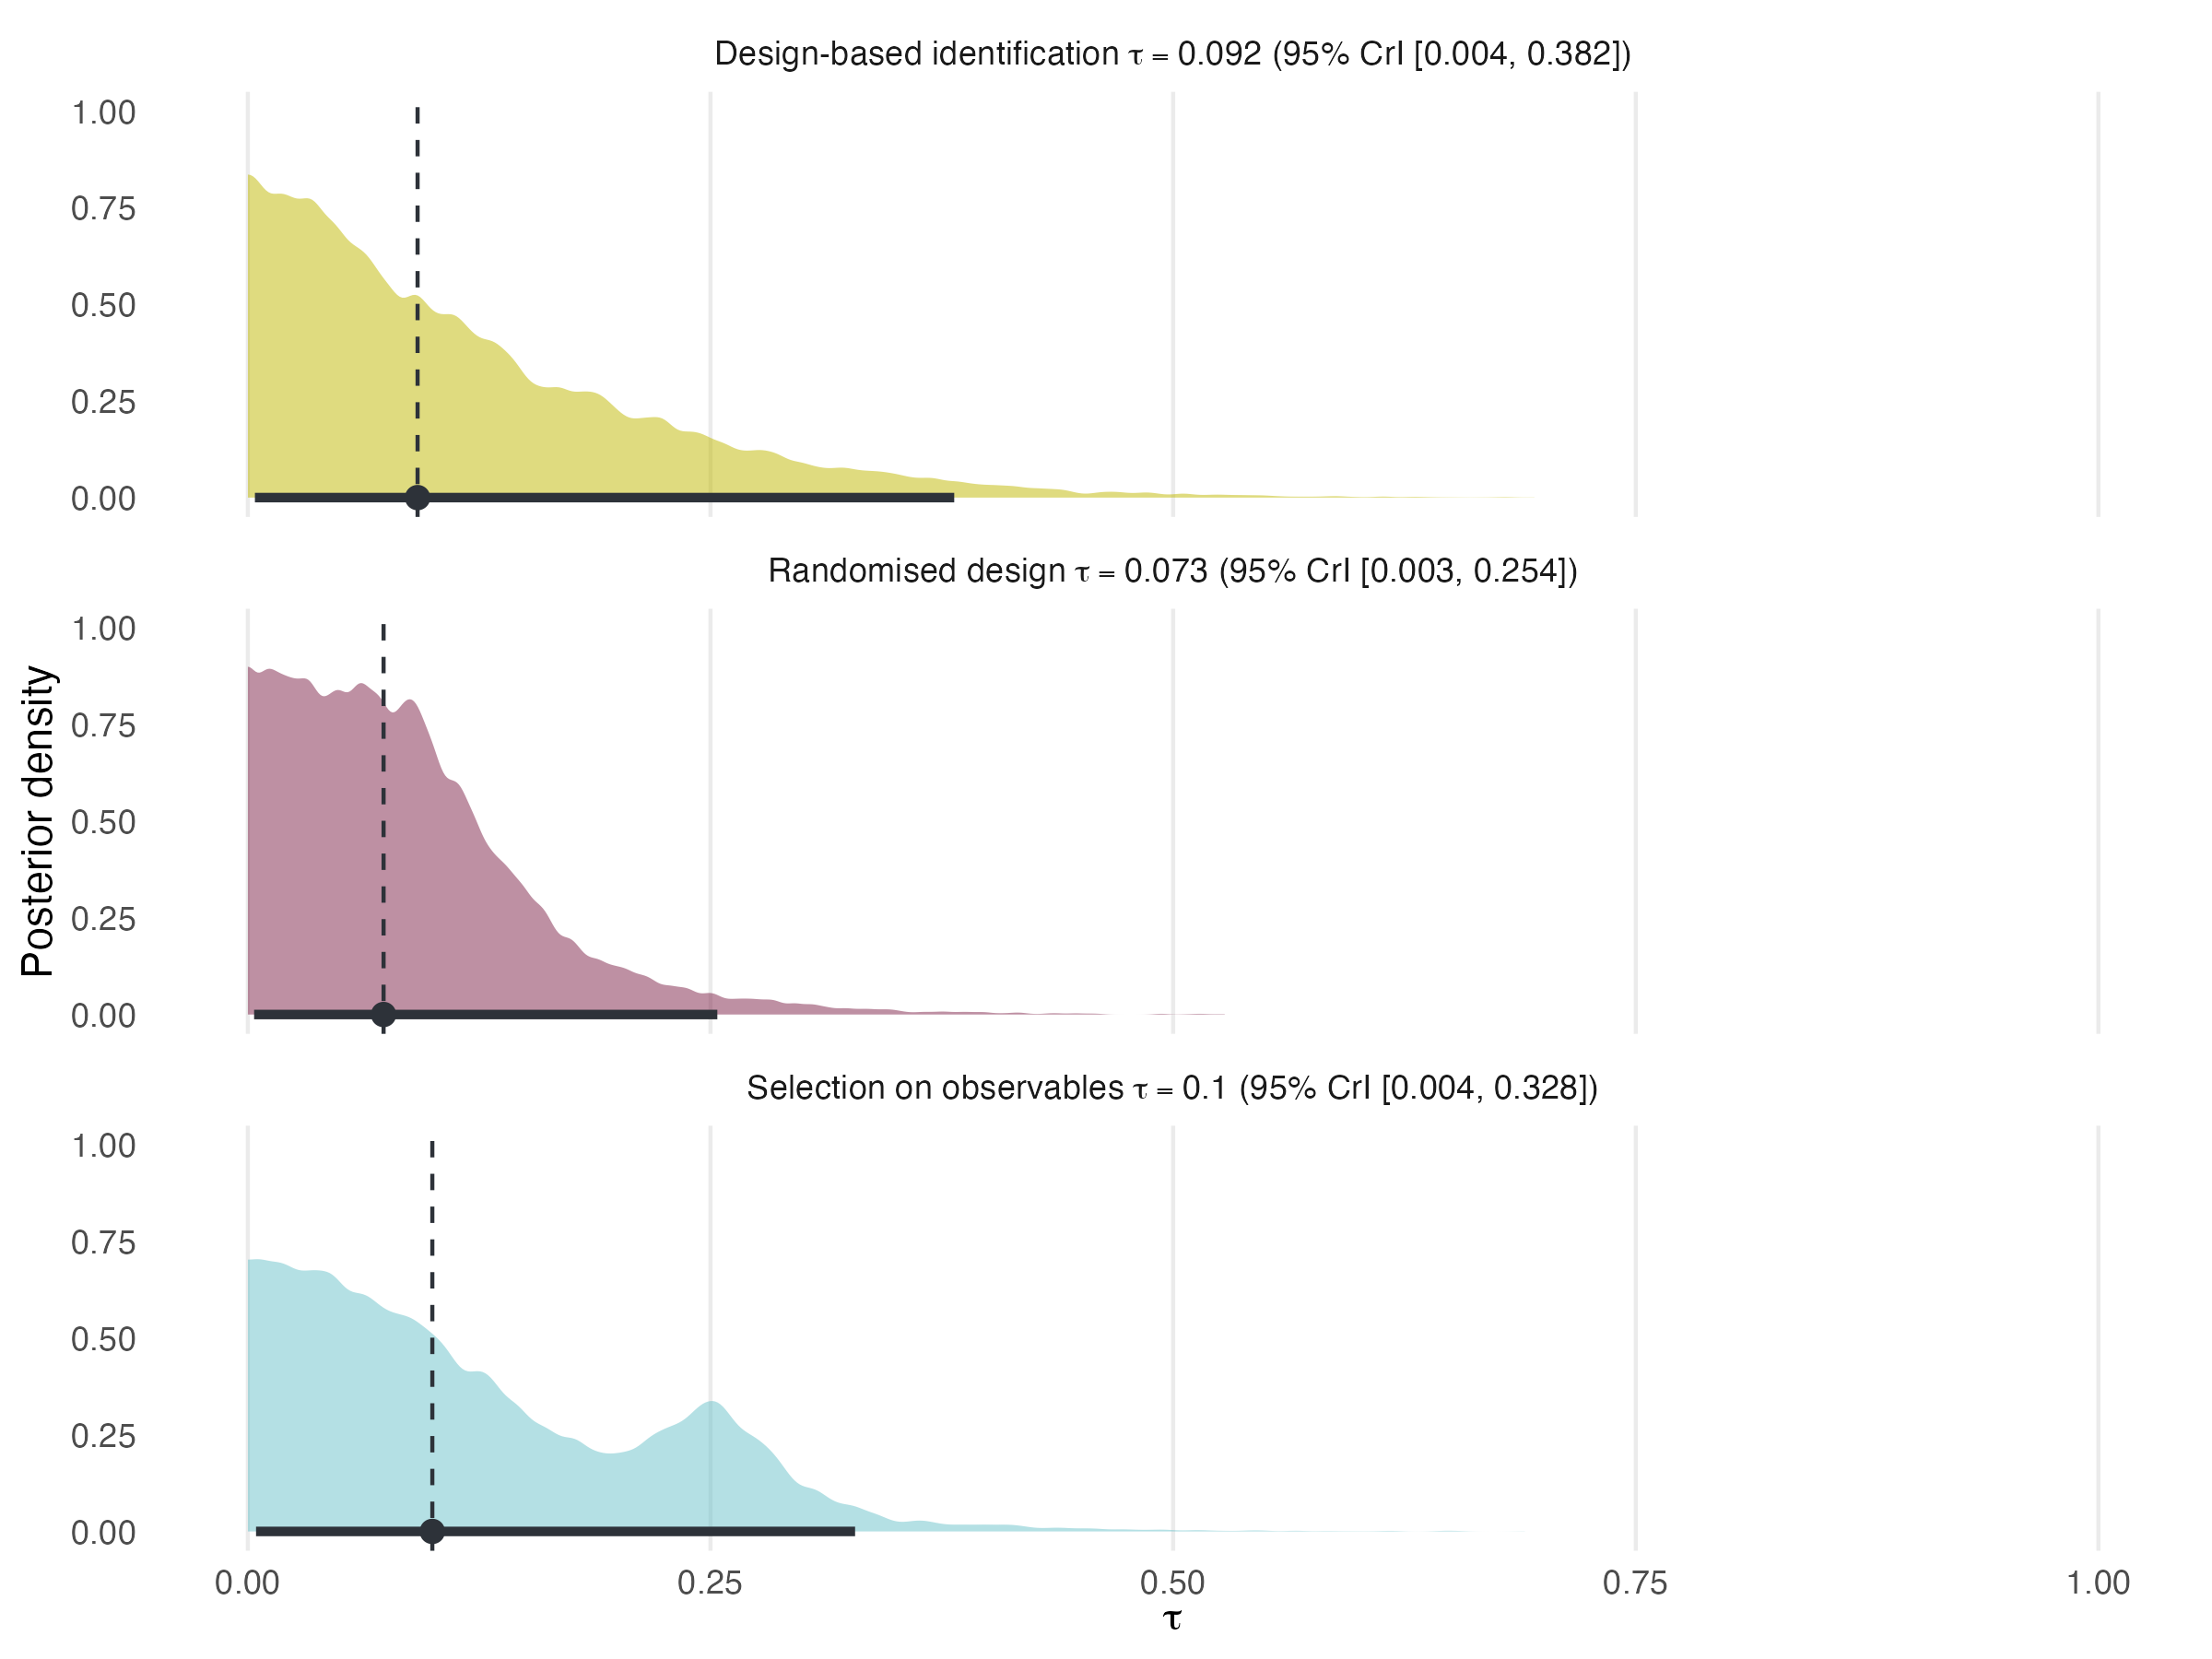 Design-based identification τ = 0.092 (95% CrI [0.004, 0.382])
1.00
0.75
0.50
0.25
0.00
Randomised design τ = 0.073 (95% CrI [0.003, 0.254])
1.00
0.75
0.50
0.25
0.00
Posterior density
Selection on observables τ = 0.1 (95% CrI [0.004, 0.328])
1.00
0.75
0.50
0.25
0.00
0.00 0.25 0.50 0.75 1.00
τ